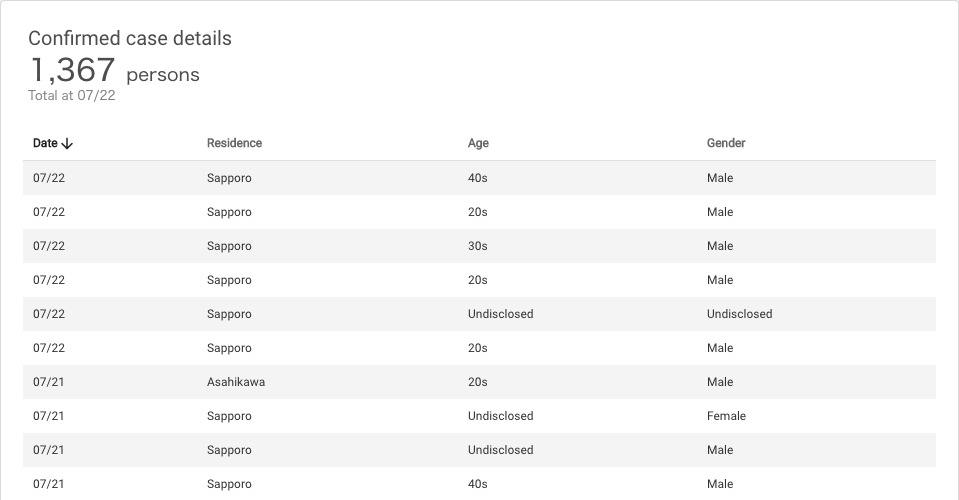 Confirmed case details
1,367 persons
Total at 07/22
Date Residence Age Gender
07/22 Sapporo 40s Male
07/22 Sapporo 20s Male
07/22 Sapporo 30s Male
07/22 Sapporo 20s Male
07/22 Sapporo Undisclosed Undisclosed
07/22 Sapporo 20s Male
07/21 Asahikawa 20s Male
07/21 Sapporo Undisclosed Female
07/21 Sapporo Undisclosed Male
07/21 Sapporo 40s Male